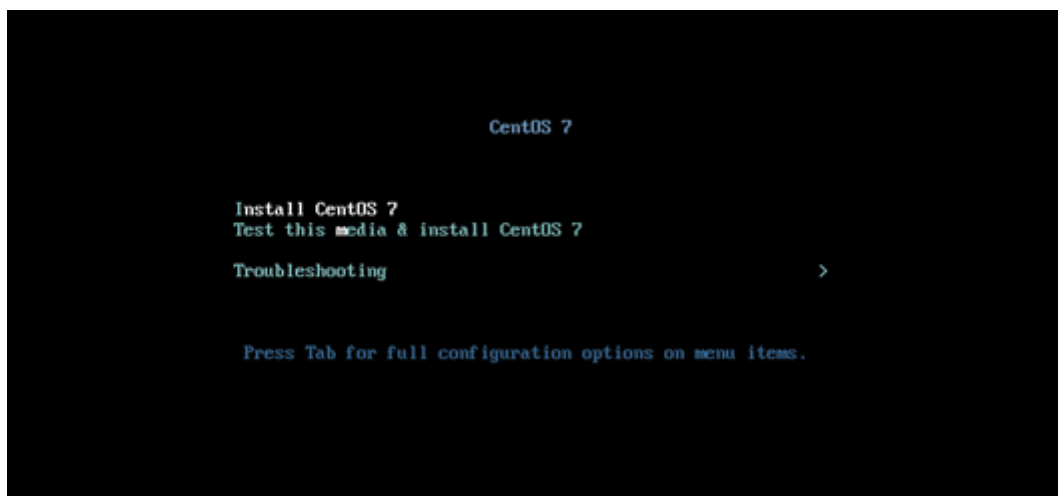 CentOS 7
Install CentOS 7
Test this media & install CentOS 7
Troubleshooting >
Press Tab for full configuration options on menu items.